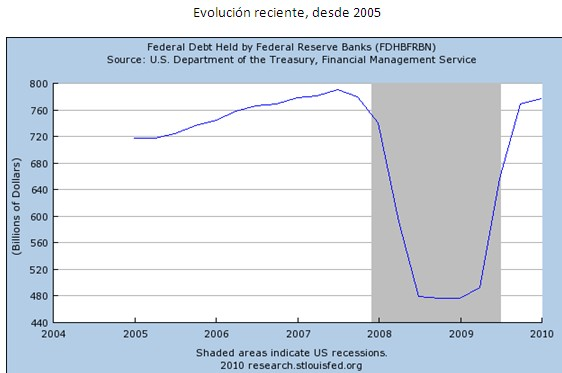 Evolución reciente, desde 2005
Federal Debt Held by Federal Reserve Banks (FDHBFRBN)
Source: U.S. Department of the Treasury, Financial Management Service
(Billions of Dollars)
800
760
720
680
640
600
560
520
480
440
2004 2005 2006 2007 2008 2009 2010
Shaded areas indicate US recessions.
2010 research.stlouisfed.org